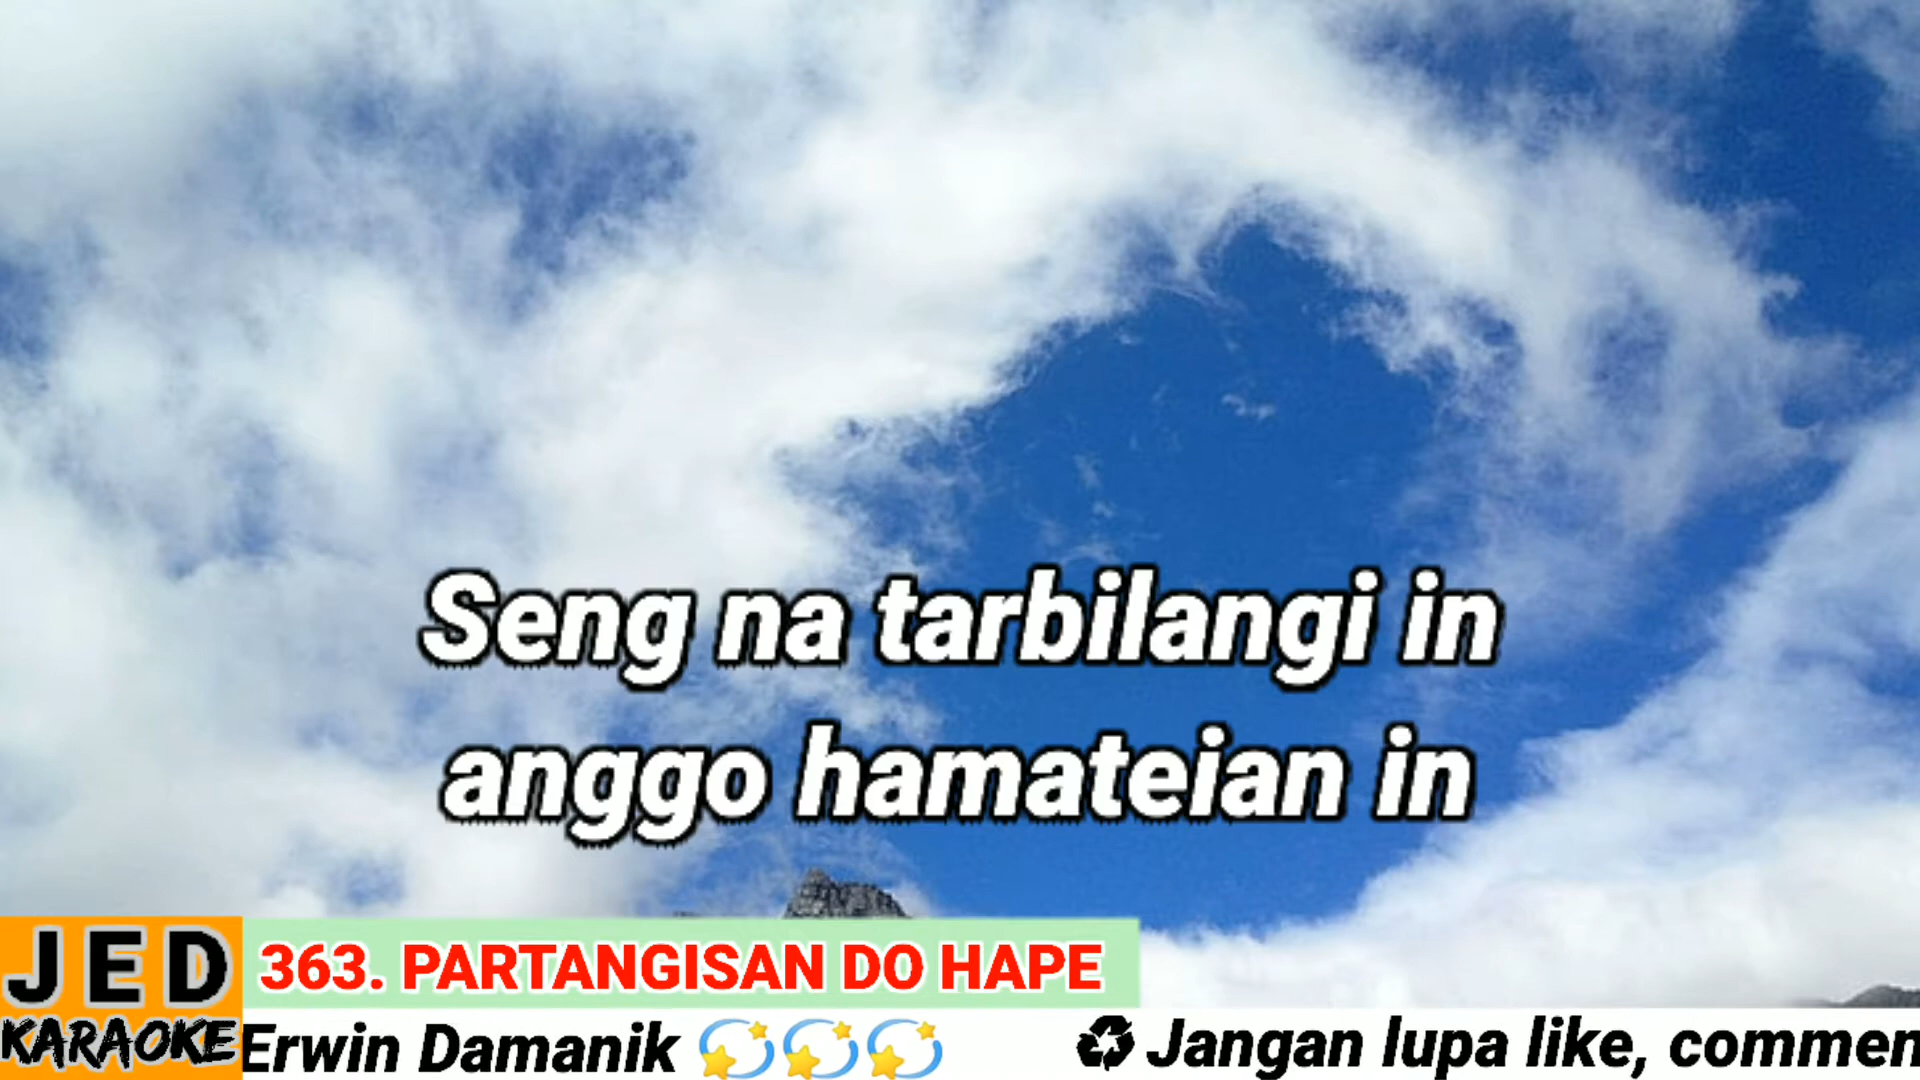 Seng na tarbilangi in
anggo hamateian in
JED
KARAOKE
363. PARTANGISAN DO HAPE
Erwin Damanik 💫💫💫 ♻ Jangan lupa like, commen